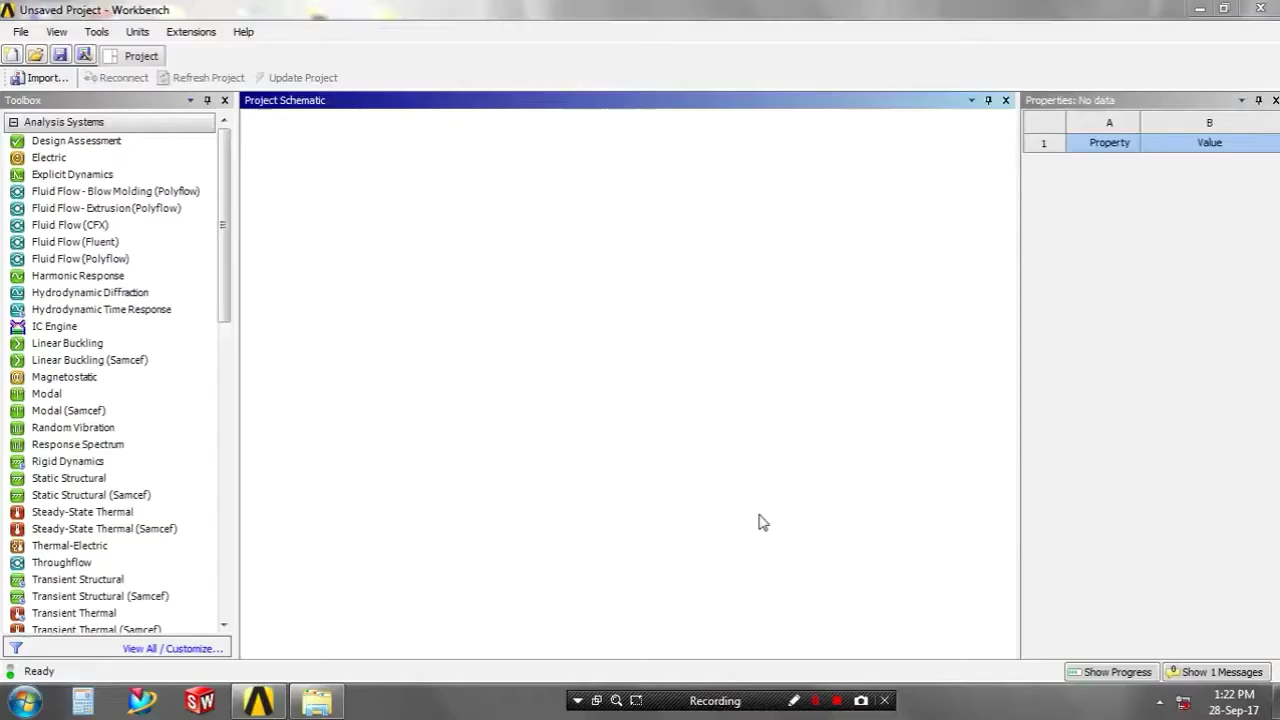 Unsaved Project - Workbench
File View Tools Units Extensions Help
Project
Import... Reconnect Refresh Project Update Project
Toolbox
Analysis Systems
Design Assessment
Electric
Explicit Dynamics
Fluid Flow - Blow Molding (Polyflow)
Fluid Flow - Extrusion (Polyflow)
Fluid Flow (CFX)
Fluid Flow (Fluent)
Fluid Flow (Polyflow)
Harmonic Response
Hydrodynamic Diffraction
Hydrodynamic Time Response
IC Engine
Linear Buckling
Linear Buckling (Samcef)
Magnetostatic
Modal
Modal (Samcef)
Random Vibration
Response Spectrum
Rigid Dynamics
Static Structural
Static Structural (Samcef)
Steady-State Thermal
Steady-State Thermal (Samcef)
Thermal-Electric
Throughflow
Transient Structural
Transient Structural (Samcef)
Transient Thermal
Transient Thermal (Samcef)
View All / Customize...
Project Schematic
Properties: No data
A B
1 Property Value
Ready
Show Progress Show 1 Messages
SW
Recording
1:22 PM
28-Sep-17